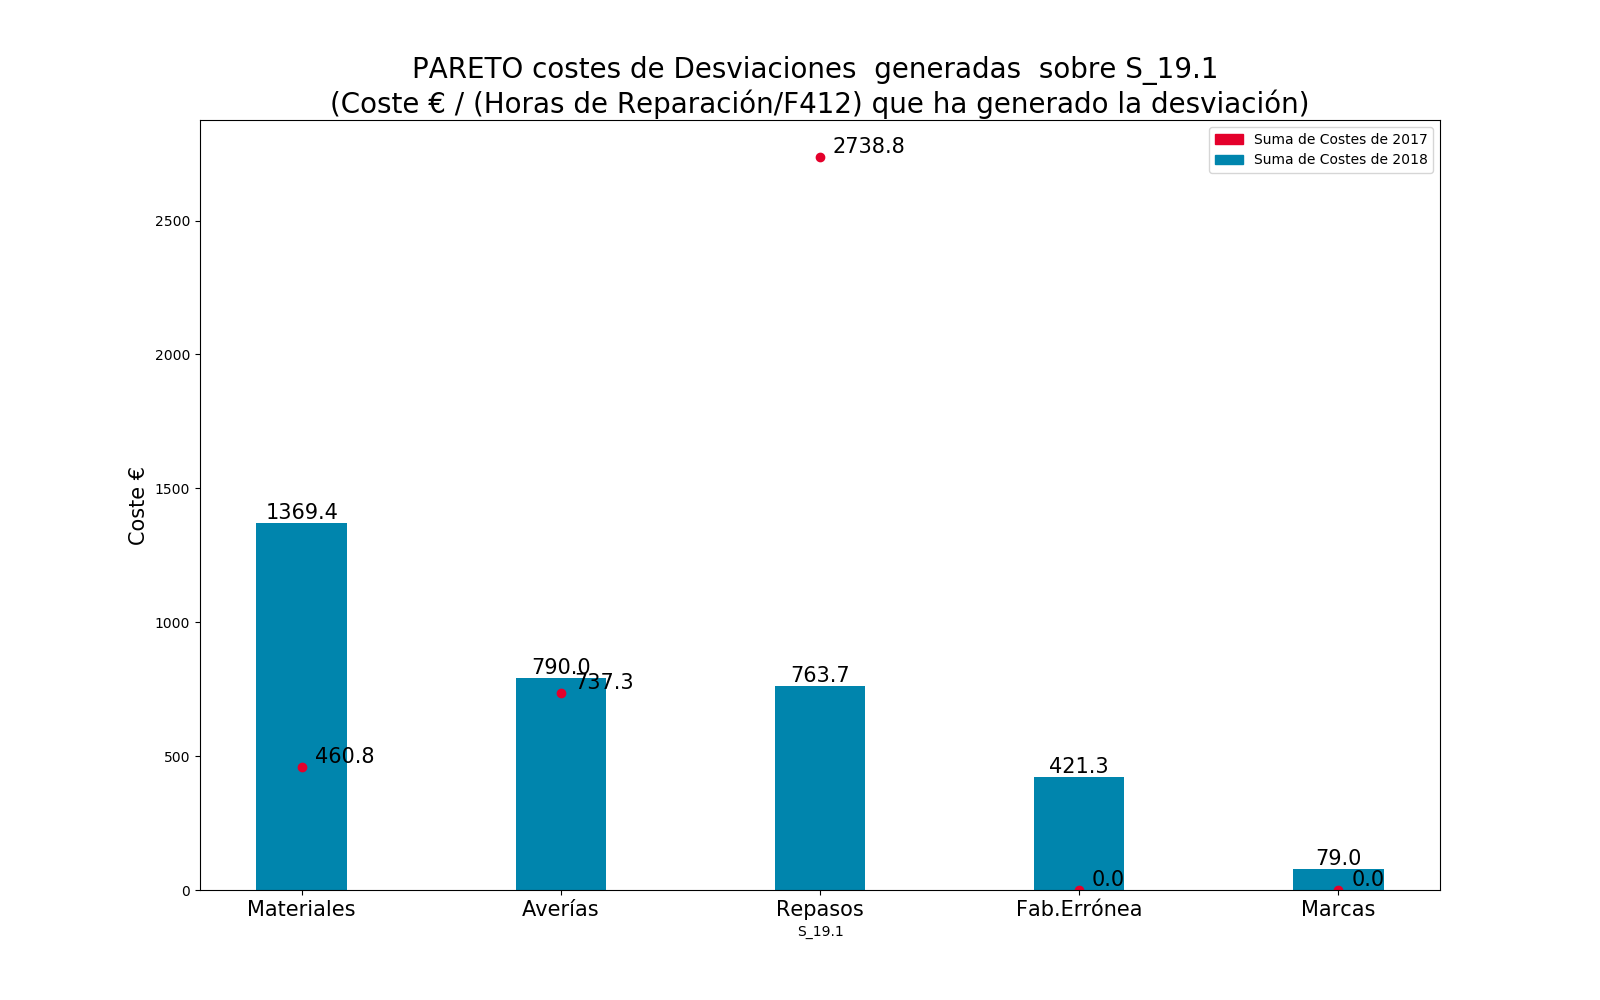 PARETO costes de Desviaciones  generadas  sobre S_19.1
(Coste € / (Horas de Reparación/F412) que ha generado la desviación)
Suma de Costes de 2017
Suma de Costes de 2018
Coste €
2500
2000
1500
1000
500
0
2738.8
1369.4
460.8
790.0
737.3
763.7
421.3
0.0
79.0
0.0
Materiales
Averías
Repasos
Fab.Errónea
Marcas
S_19.1